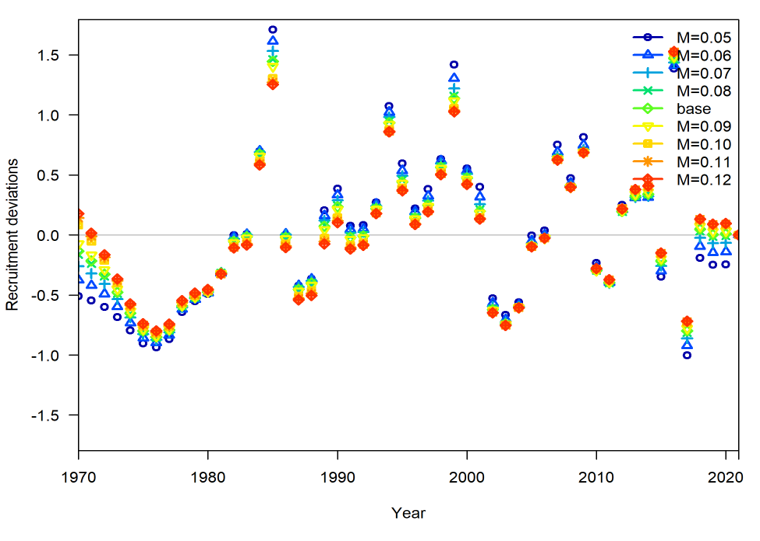 Recruitment deviations
1.5
1.0
0.5
0.0
-0.5
-1.0
-1.5
M=0.05
M=0.06
M=0.07
M=0.08
base
M=0.09
M=0.10
M=0.11
M=0.12
1970 1980 1990 2000 2010 2020
Year